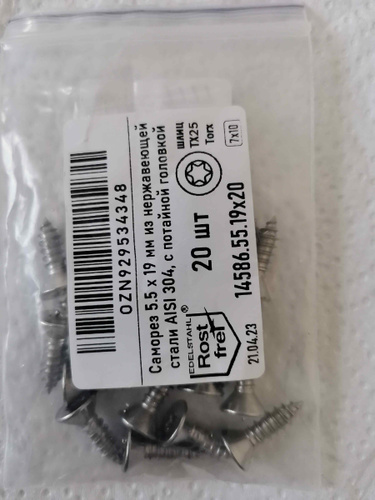 OZN929534348
Саморез 5.5 х 19 мм из нержавеющей
стали AISI 304, с потайной головкой
шлиц
TX25
Torx
7x10
20 шт
14586.55.19x20
EDELSTAHL®
Rost
frei
21.04.23